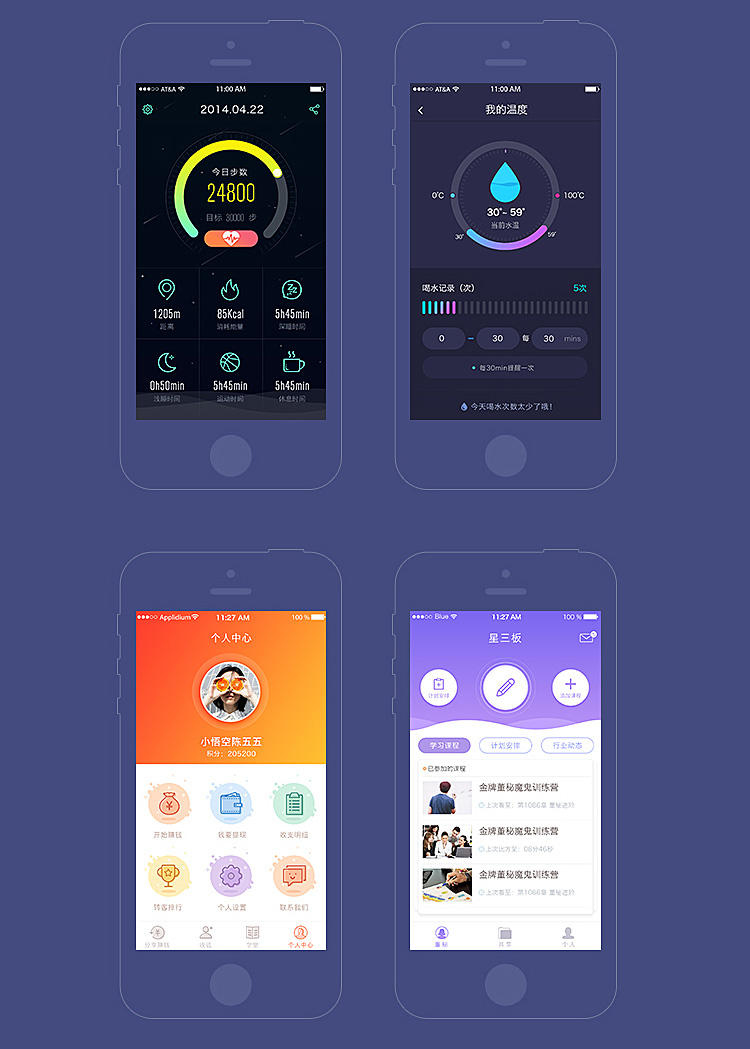 AT&A 11:00 AM
2014.04.22
今日步数
24800
目标 30000 步
1205m
距离
85Kcal
消耗能量
5h45min
深睡时间
0h50min
浅睡时间
5h45min
运动时间
5h45min
休息时间
AT&A 11:00 AM
我的温度
0°C
100°C
30°~ 59°
当前水温
30°
59°
喝水记录（次）
5次
0 – 30 每 30 mins
每30min提醒一次
今天喝水次数太少了哦！
Applidium 11:27 AM 100 %
个人中心
小悟空陈五五
积分：205200
开始赚钱
我要提现
收支明细
转客排行
个人设置
联系我们
分享赚钱
收徒
学堂
个人中心
Blue 11:27 AM 100 %
星三板
计划安排
添加课程
学习课程
计划安排
行业动态
已参加的课程
金牌董秘魔鬼训练营
上次看至：第1086章 董秘进阶
金牌董秘魔鬼训练营
上次比方至：08分46秒
金牌董秘魔鬼训练营
上次看至：第1086章 董秘进阶
董秘
共享
个人